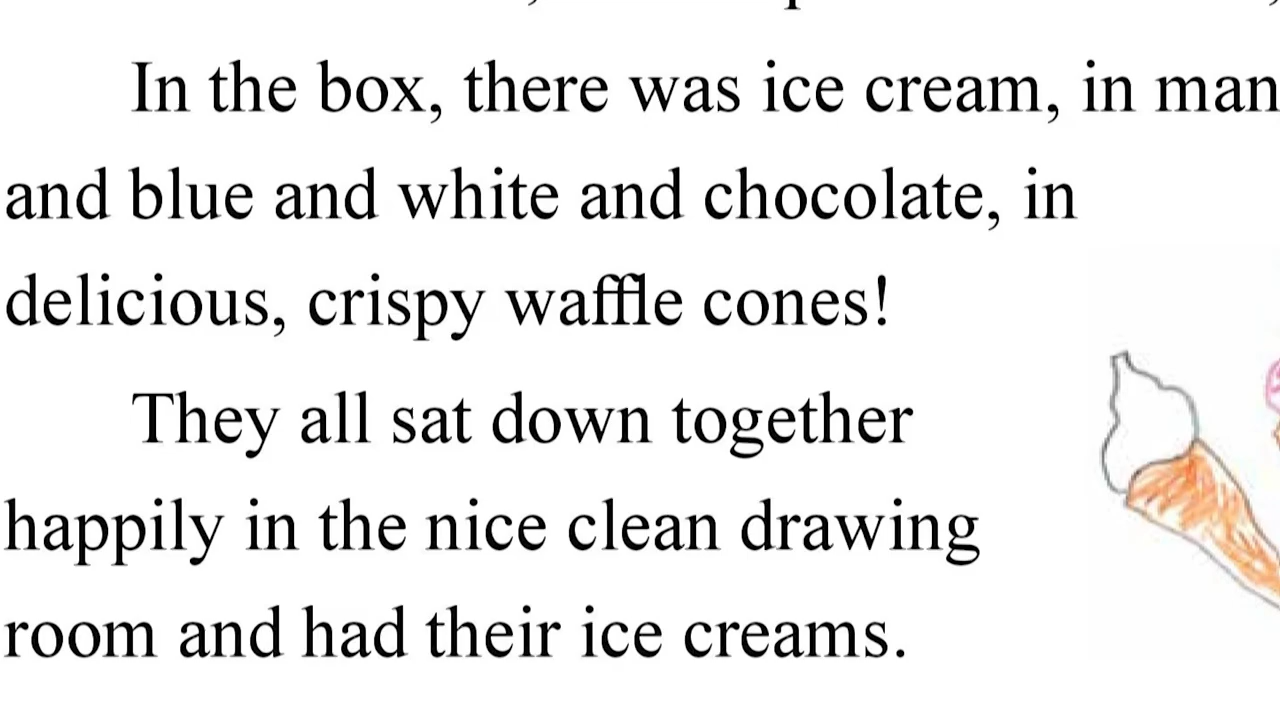 In the box, there was ice cream, in
and blue and white and chocolate, in
delicious, crispy waffle cones!
They all sat down together
happily in the nice clean drawing
room and had their ice creams.